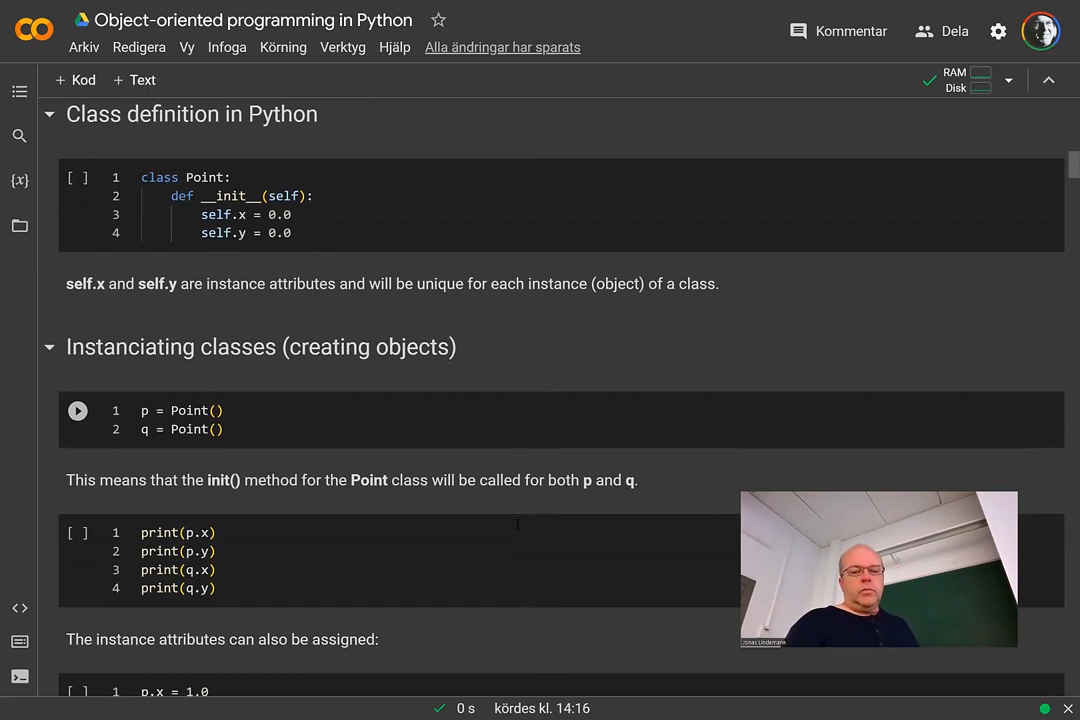 Object-oriented programming in Python
Arkiv Redigera Vy Infoga Körning Verktyg Hjälp Alla ändringar har sparats
Kommentar Dela
+ Kod + Text
RAM
Disk
Class definition in Python
[ ] 1 class Point:
2 def __init__(self):
3 self.x = 0.0
4 self.y = 0.0
self.x and self.y are instance attributes and will be unique for each instance (object) of a class.
Instanciating classes (creating objects)
1 p = Point()
2 q = Point()
This means that the init() method for the Point class will be called for both p and q.
[ ] 1 print(p.x)
2 print(p.y)
3 print(q.x)
4 print(q.y)
Jonas Lindemann
The instance attributes can also be assigned:
[ ] 1 p.x = 1.0
0 s kördes kl. 14:16